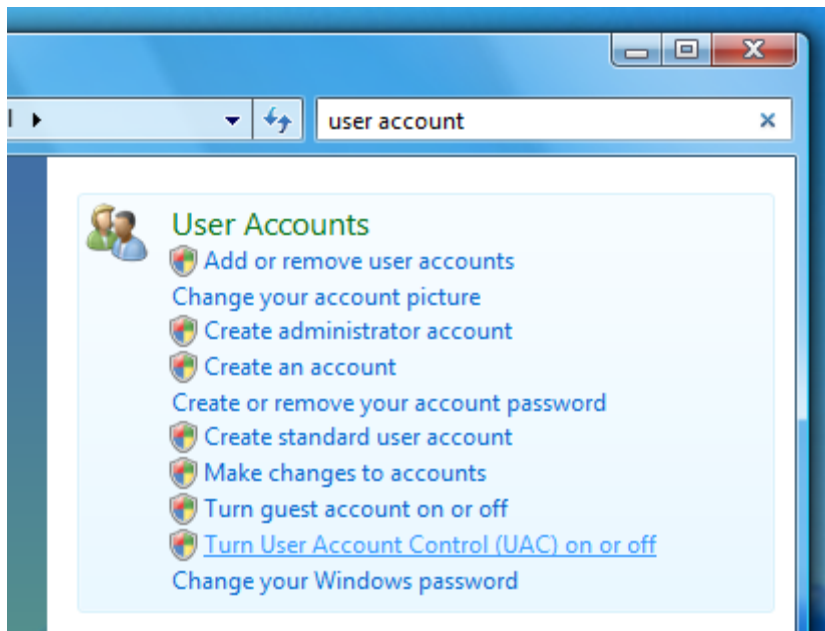 user account
User Accounts
Add or remove user accounts
Change your account picture
Create administrator account
Create an account
Create or remove your account password
Create standard user account
Make changes to accounts
Turn guest account on or off
Turn User Account Control (UAC) on or off
Change your Windows password